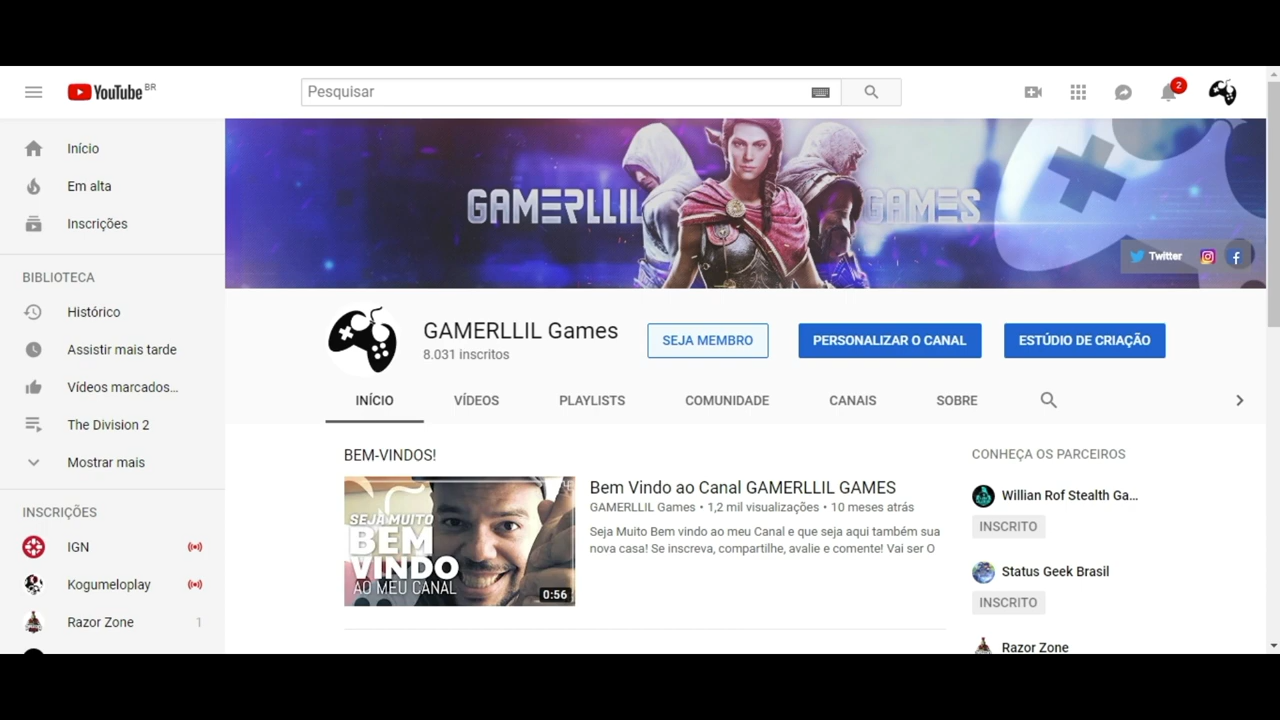 YouTube BR
Pesquisar
2
Início
Em alta
Inscrições
BIBLIOTECA
Histórico
Assistir mais tarde
Vídeos marcados...
The Division 2
Mostrar mais
INSCRIÇÕES
IGN
Kogumeloplay
Razor Zone 1
GAMERLLIL GAMES
Twitter
GAMERLLIL Games
8.031 inscritos
SEJA MEMBRO
PERSONALIZAR O CANAL
ESTÚDIO DE CRIAÇÃO
INÍCIO
VÍDEOS
PLAYLISTS
COMUNIDADE
CANAIS
SOBRE
BEM-VINDOS!
SEJA MUITO
BEM
VINDO
AO MEU CANAL
0:56
Bem Vindo ao Canal GAMERLLIL GAMES
GAMERLLIL Games • 1,2 mil visualizações • 10 meses atrás
Seja Muito Bem vindo ao meu Canal e que seja aqui também sua
nova casa! Se inscreva, compartilhe, avalie e comente! Vai ser O
CONHEÇA OS PARCEIROS
Willian Rof Stealth Ga...
INSCRITO
Status Geek Brasil
INSCRITO
Razor Zone